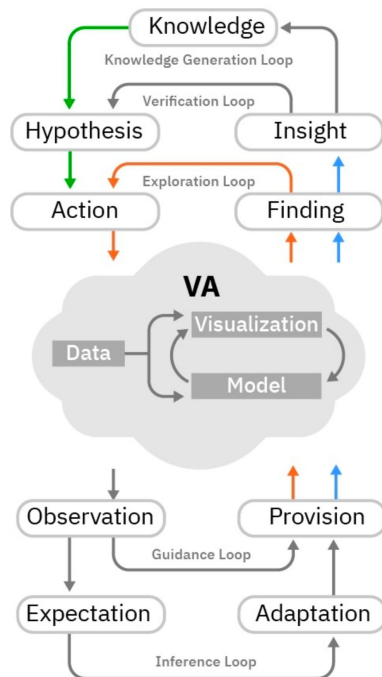 Knowledge
Knowledge Generation Loop
Verification Loop
Hypothesis
Insight
Exploration Loop
Action
Finding
VA
Visualization
Data
Model
Observation
Provision
Guidance Loop
Expectation
Adaptation
Inference Loop